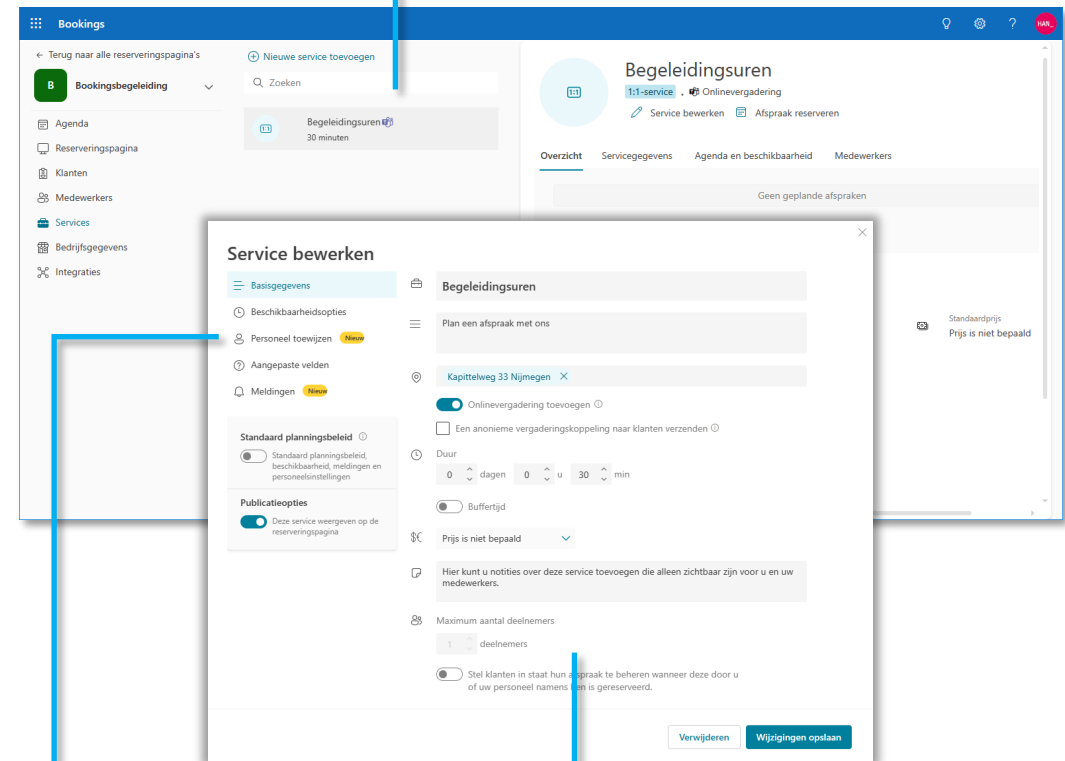 Bookings
HAN_
Terug naar alle reserveringspagina's
B Bookingsbegeleiding
Agenda
Reserveringspagina
Klanten
Medewerkers
Services
Bedrijfsgegevens
Integraties
Nieuwe service toevoegen
Zoeken
1:1 Begeleidingsuren
30 minuten
1:1
Begeleidingsuren
1:1-service . Onlinevergadering
Service bewerken Afspraak reserveren
Overzicht Servicegegevens Agenda en beschikbaarheid Medewerkers
Geen geplande afspraken
Standaardprijs
Prijs is niet bepaald
Service bewerken
Basisgegevens
Beschikbaarheidsopties
Personeel toewijzen Nieuw
Aangepaste velden
Meldingen Nieuw
Standaard planningsbeleid
Standaard planningsbeleid,
beschikbaarheid, meldingen en
personeelsinstellingen
Publicatieopties
Deze service weergeven op de
reserveringspagina
Begeleidingsuren
Plan een afspraak met ons
Kapittelweg 33 Nijmegen
Onlinevergadering toevoegen
Een anonieme vergaderingskoppeling naar klanten verzenden
Duur
0 dagen 0 u 30 min
Buffertijd
$€ Prijs is niet bepaald
Hier kunt u notities over deze service toevoegen die alleen zichtbaar zijn voor u en uw
medewerkers.
Maximum aantal deelnemers
1 deelnemers
Stel klanten in staat hun afspraak te beheren wanneer deze door u
of uw personeel namens hen is gereserveerd.
Verwijderen Wijzigingen opslaan